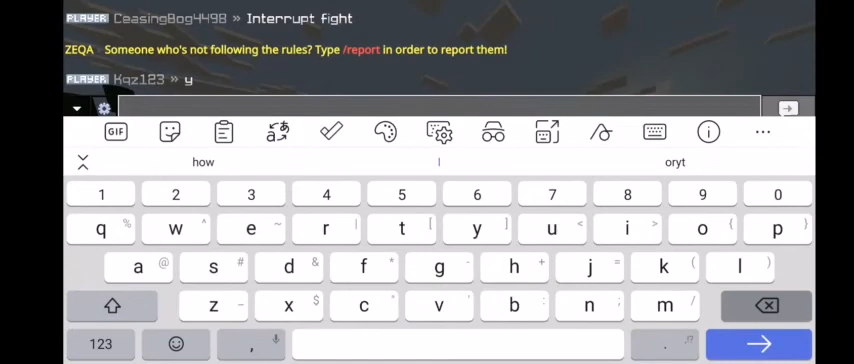 PLAYER CeasingBog4498 » Interrupt fight
ZEQA Someone who's not following the rules? Type /report in order to report them!
PLAYER Kqz123 » y
GIF
how I oryt
1 2 3 4 5 6 7 8 9 0
q % w ^ e ~ r | t [ y ] u < i > o { p }
a @ s # d & f * g - h + j = k ( l )
z _ x $ c " v ' b : n ; m /
123 , . ,!?